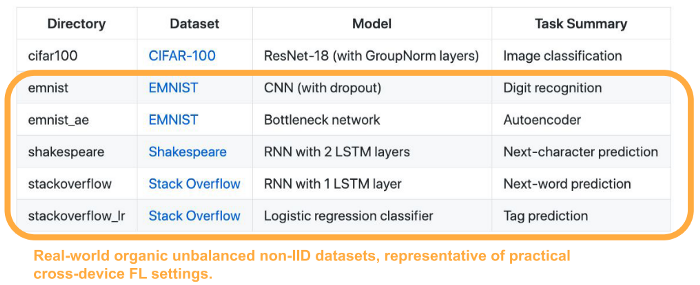 Directory Dataset Model Task Summary
cifar100 CIFAR-100 ResNet-18 (with GroupNorm layers) Image classification
emnist EMNIST CNN (with dropout) Digit recognition
emnist_ae EMNIST Bottleneck network Autoencoder
shakespeare Shakespeare RNN with 2 LSTM layers Next-character prediction
stackoverflow Stack Overflow RNN with 1 LSTM layer Next-word prediction
stackoverflow_lr Stack Overflow Logistic regression classifier Tag prediction
Real-world organic unbalanced non-IID datasets, representative of practical
cross-device FL settings.